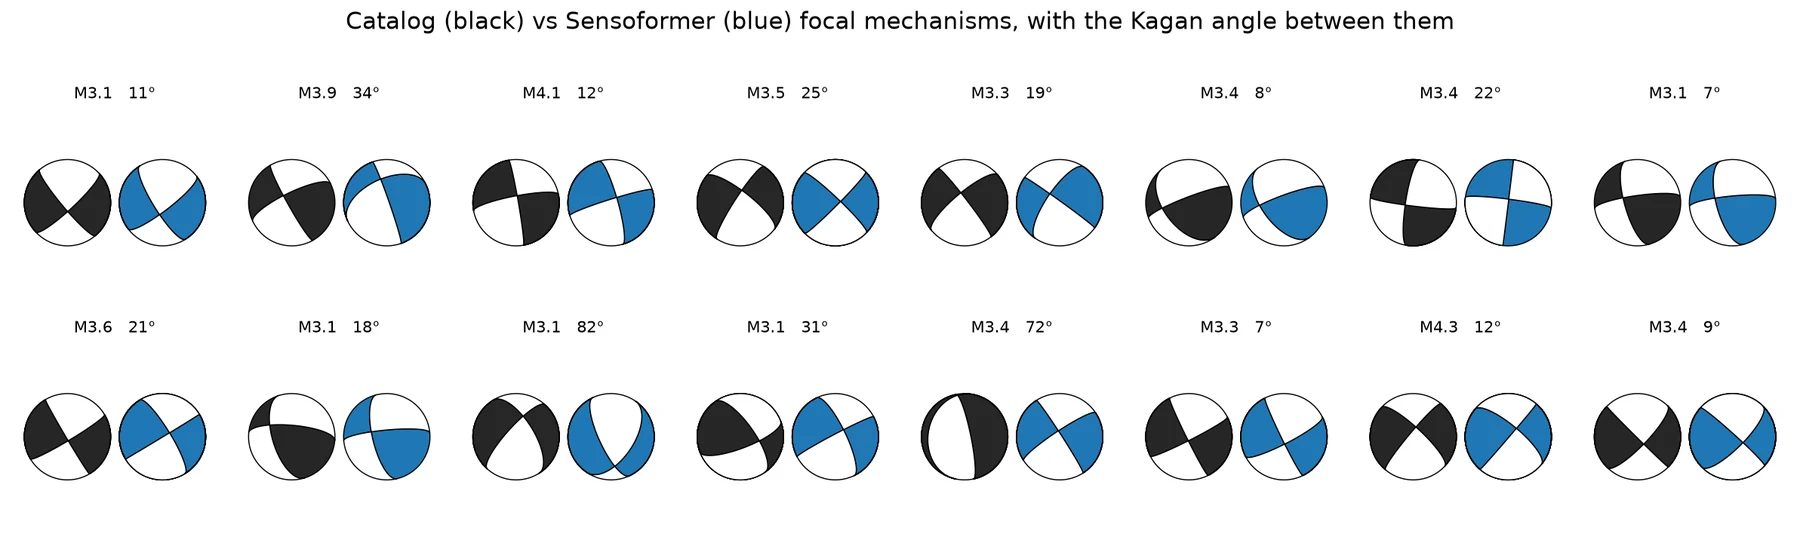 Catalog (black) vs Sensoformer (blue) focal mechanisms, with the Kagan angle between them
M3.1 11° M3.9 34° M4.1 12° M3.5 25° M3.3 19° M3.4 8° M3.4 22° M3.1 7°
M3.6 21° M3.1 18° M3.1 82° M3.1 31° M3.4 72° M3.3 7° M4.3 12° M3.4 9°